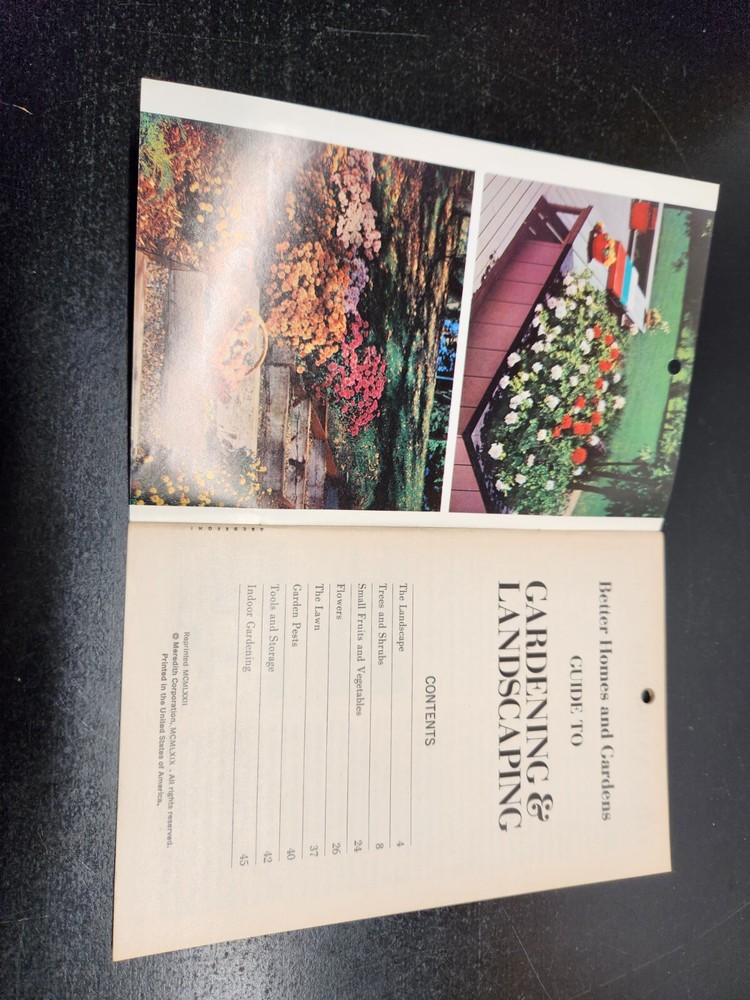 Better Homes and Gardens
GUIDE TO
GARDENING &
LANDSCAPING
CONTENTS
The Landscape 4
Trees and Shrubs 8
Small Fruits and Vegetables 24
Flowers 26
The Lawn 37
Garden Pests 40
Tools and Storage 42
Indoor Gardening 45
Reprinted MCMLXXII
© Meredith Corporation, MCMLXIX. All rights reserved.
Printed in the United States of America.